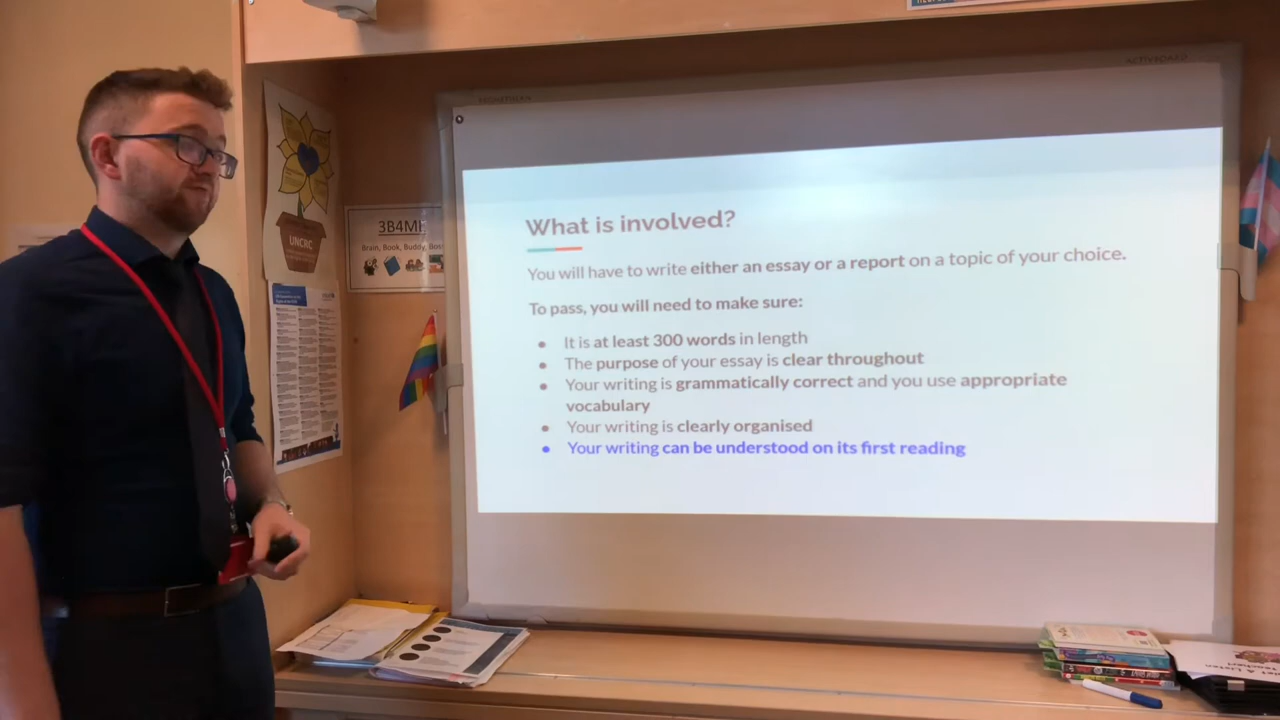 ACTIVBOARD
UNCRC
3B4ME
Brain, Book, Buddy, Boss
What is involved?
You will have to write either an essay or a report on a topic of your choice.
To pass, you will need to make sure:
● It is at least 300 words in length
● The purpose of your essay is clear throughout
● Your writing is grammatically correct and you use appropriate
vocabulary
● Your writing is clearly organised
● Your writing can be understood on its first reading